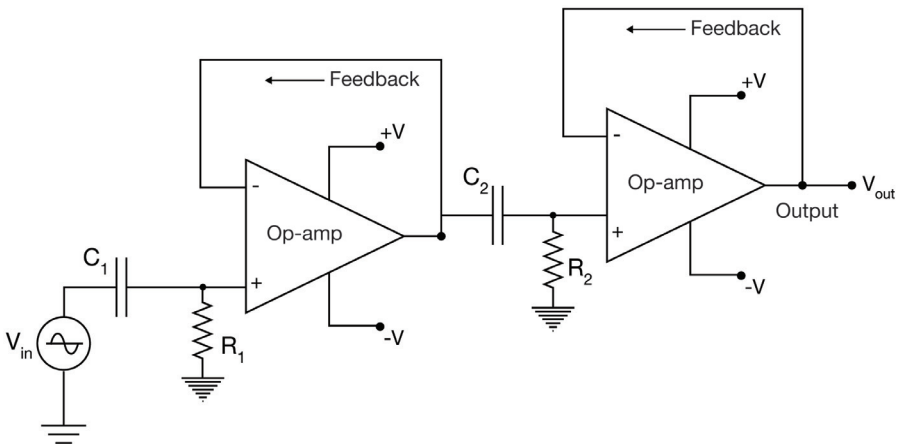 Feedback
+V
-
Op-amp
+
-V
C1
R1
Vin
Feedback
+V
-
Op-amp
+
-V
C2
R2
Vout
Output